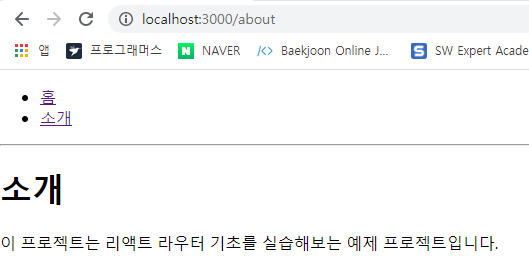 localhost:3000/about
앱 프로그래머스 NAVER Baekjoon Online J... SW Expert Acade
홈
소개
소개
이 프로젝트는 리액트 라우터 기초를 실습해보는 예제 프로젝트입니다.